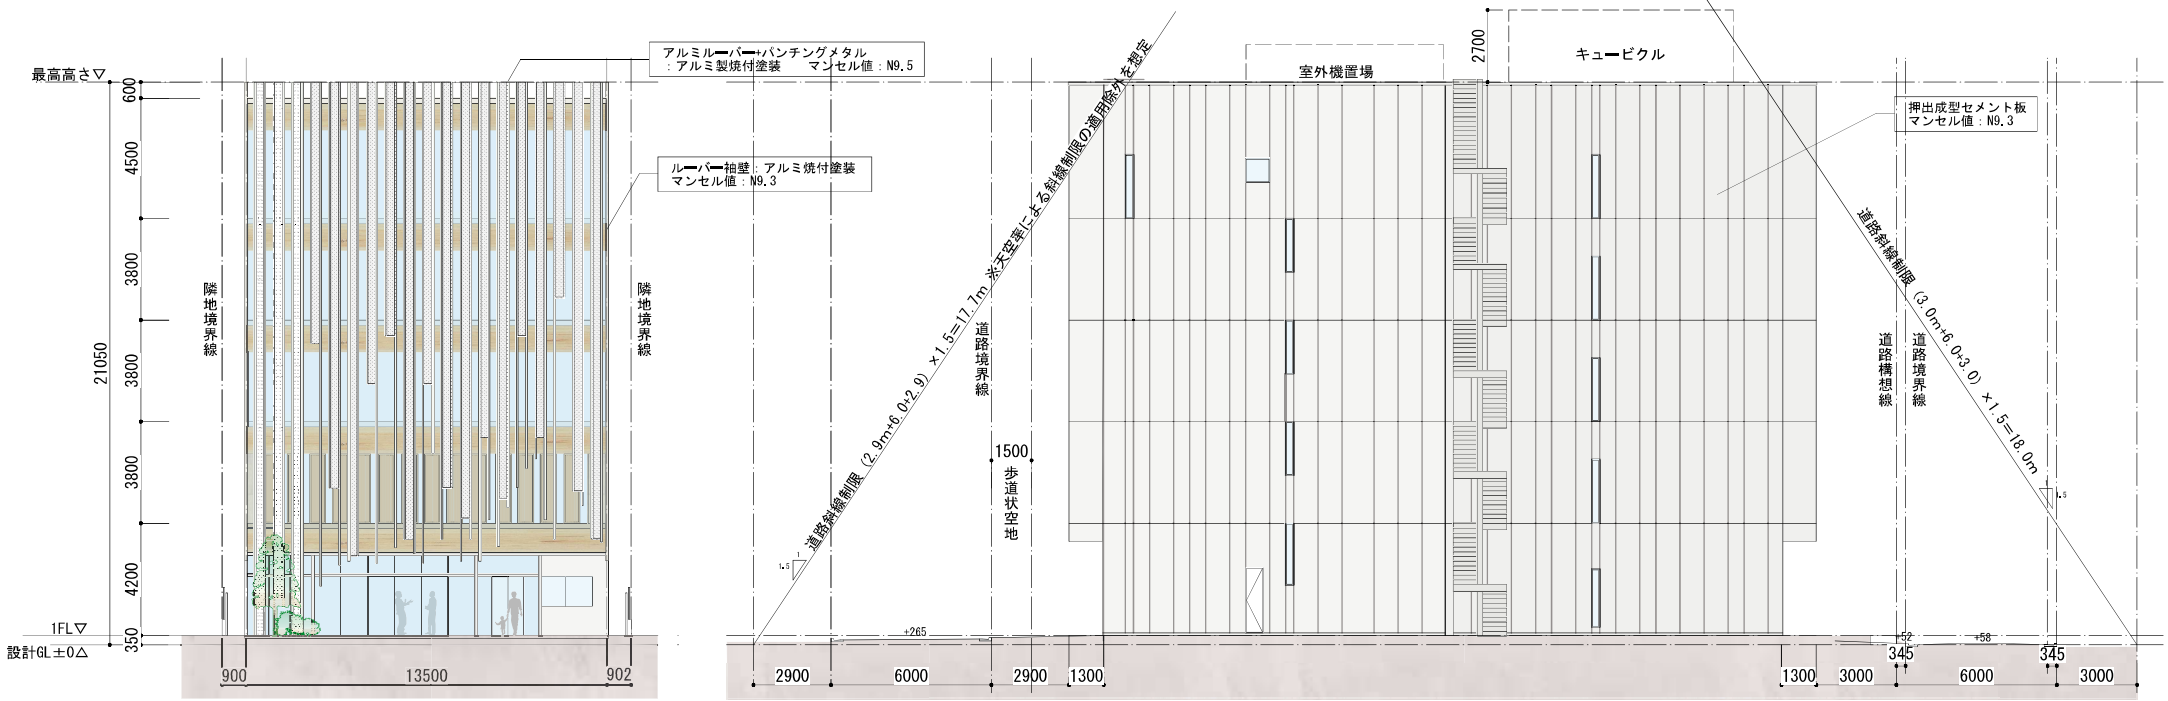 最高高さ▽
600
4500
3800
3800
3800
4200
350
21050
1FL▽
設計GL±0△
隣地境界線
隣地境界線
900
13500
902
アルミルーバー+パンチングメタル
：アルミ製焼付塗装　マンセル値：N9.5
ルーバー袖壁：アルミ焼付塗装
マンセル値：N9.3
道路斜線制限（2.9m+6.0+2.9）×1.5=17.7m ※天空率による斜線制限の適用除外を想定
1
1.5
道路境界線
1500
歩道状空地
+265
2900
6000
2900
1300
室外機置場
2700
キュービクル
押出成型セメント板
マンセル値：N9.3
道路斜線制限（3.0m+6.0+3.0）×1.5=18.0m
1
1.5
道路構想線
道路境界線
+52
+58
345
345
1300
3000
6000
3000